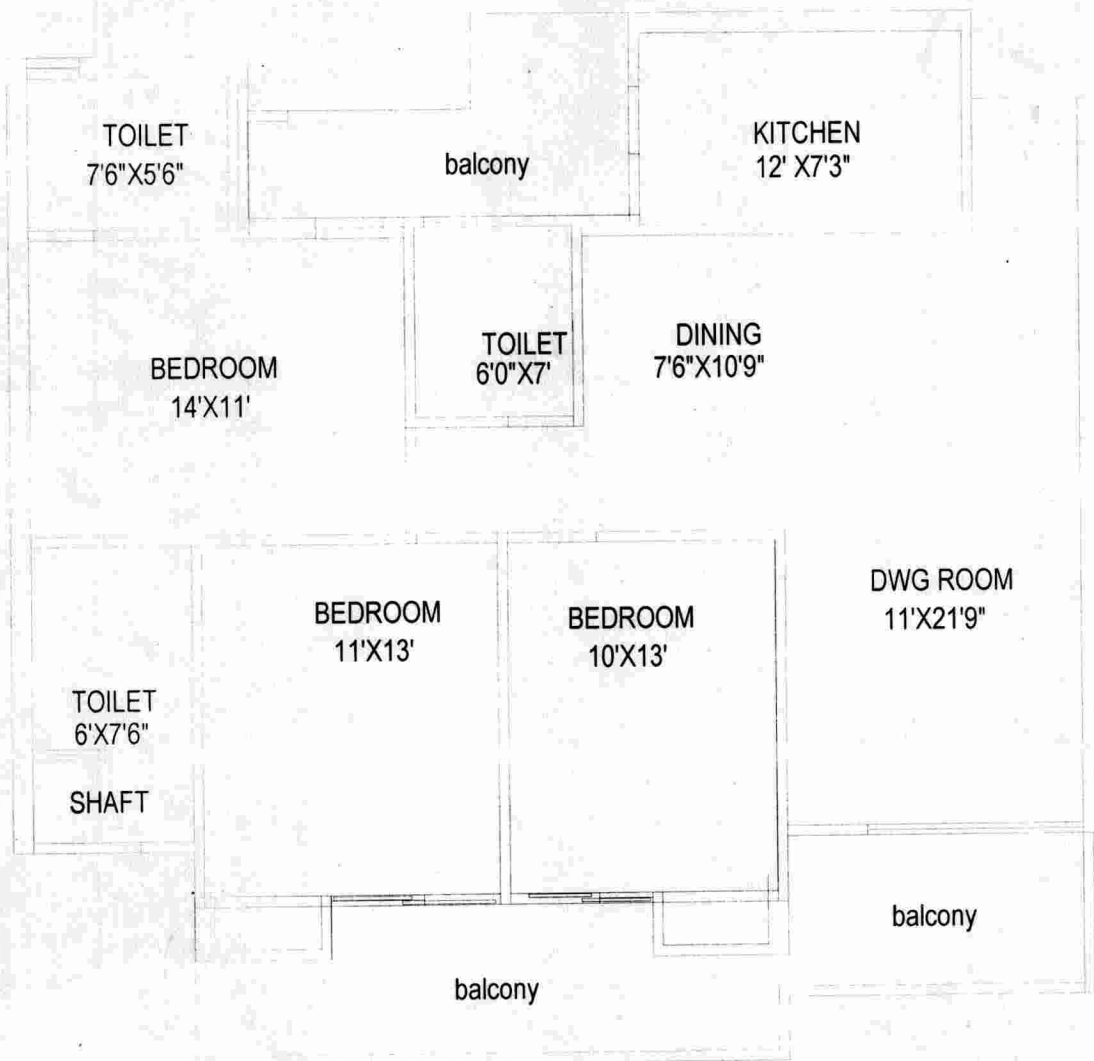 TOILET
7'6"X5'6"
balcony
KITCHEN
12' X7'3"
BEDROOM
14'X11'
TOILET
6'0"X7'
DINING
7'6"X10'9"
BEDROOM
11'X13'
BEDROOM
10'X13'
DWG ROOM
11'X21'9"
TOILET
6'X7'6"
SHAFT
balcony
balcony